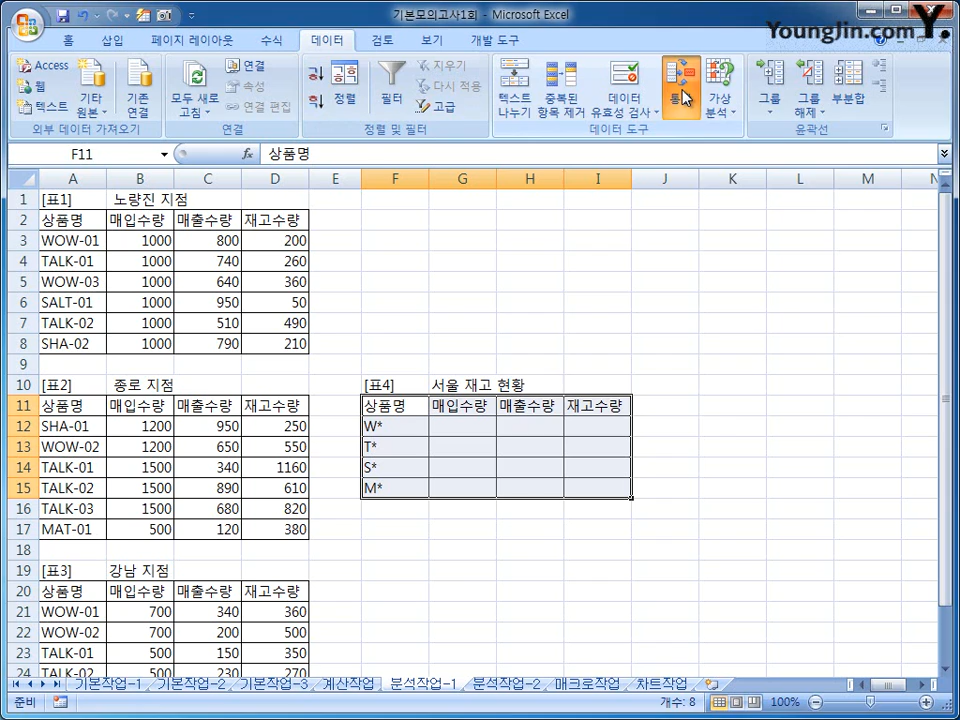 기본모의고사1회 - Microsoft Excel
YoungJin.com Y.
홈 삽입 페이지 레이아웃 수식 데이터 검토 보기 개발 도구
Access
웹
텍스트
기타 원본
기존 연결
외부 데이터 가져오기
모두 새로 고침
연결
속성
연결 편집
연결
정렬
필터
지우기
다시 적용
고급
정렬 및 필터
텍스트 나누기
중복된 항목 제거
데이터 유효성 검사
통
가상 분석
데이터 도구
그룹
그룹 해제
부분합
윤곽선
F11 fx 상품명
A B C D E F G H I J K L M N
1 [표1] 노량진 지점
2 상품명 매입수량 매출수량 재고수량
3 WOW-01 1000 800 200
4 TALK-01 1000 740 260
5 WOW-03 1000 640 360
6 SALT-01 1000 950 50
7 TALK-02 1000 510 490
8 SHA-02 1000 790 210
9
10 [표2] 종로 지점 [표4] 서울 재고 현황
11 상품명 매입수량 매출수량 재고수량 상품명 매입수량 매출수량 재고수량
12 SHA-01 1200 950 250 W*
13 WOW-02 1200 650 550 T*
14 TALK-01 1500 340 1160 S*
15 TALK-02 1500 890 610 M*
16 TALK-03 1500 680 820
17 MAT-01 500 120 380
18
19 [표3] 강남 지점
20 상품명 매입수량 매출수량 재고수량
21 WOW-01 700 340 360
22 WOW-02 700 200 500
23 TALK-01 500 150 350
24 TALK-02 500 230 270
기본작업-1 기본작업-2 기본작업-3 계산작업 분석작업-1 분석작업-2 매크로작업 차트작업
준비 개수: 8 100%